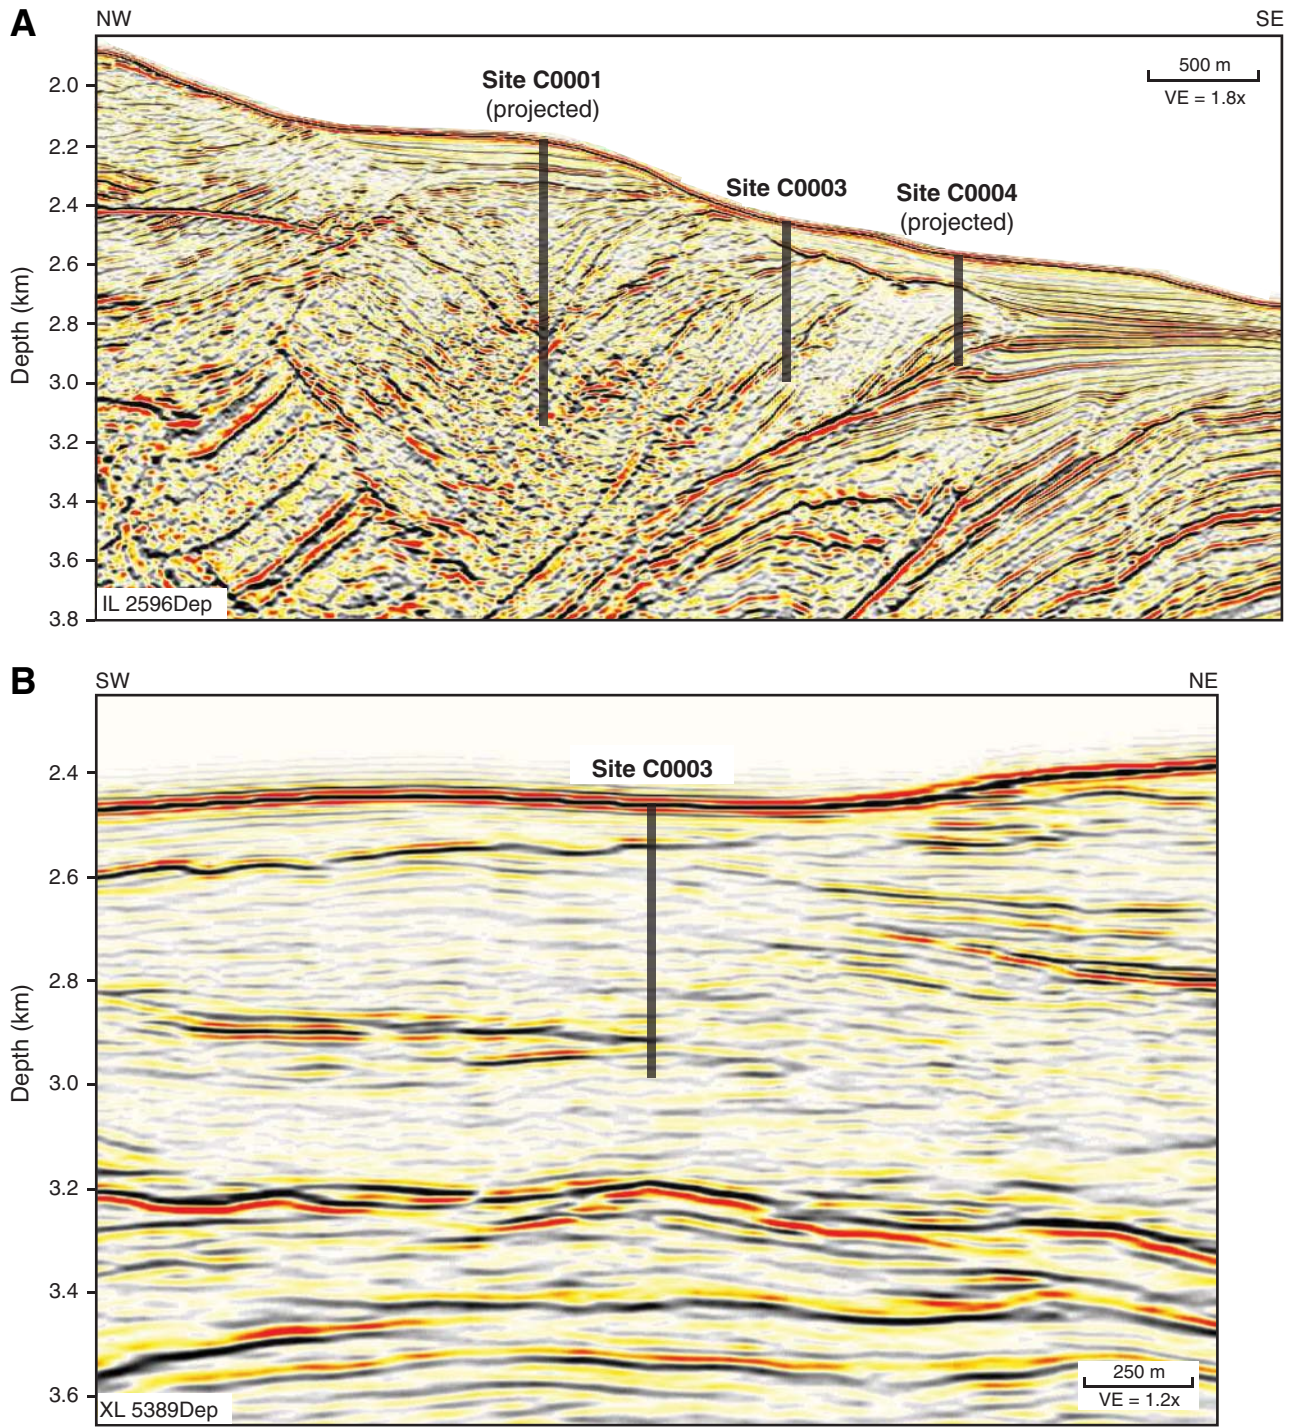 A
NW
SE
Site C0001
(projected)
500 m
VE = 1.8x
Site C0003
Site C0004
(projected)
Depth (km)
2.0
2.2
2.4
2.6
2.8
3.0
3.2
3.4
3.6
3.8
IL 2596Dep
B
SW
NE
Site C0003
Depth (km)
2.4
2.6
2.8
3.0
3.2
3.4
3.6
250 m
VE = 1.2x
XL 5389Dep